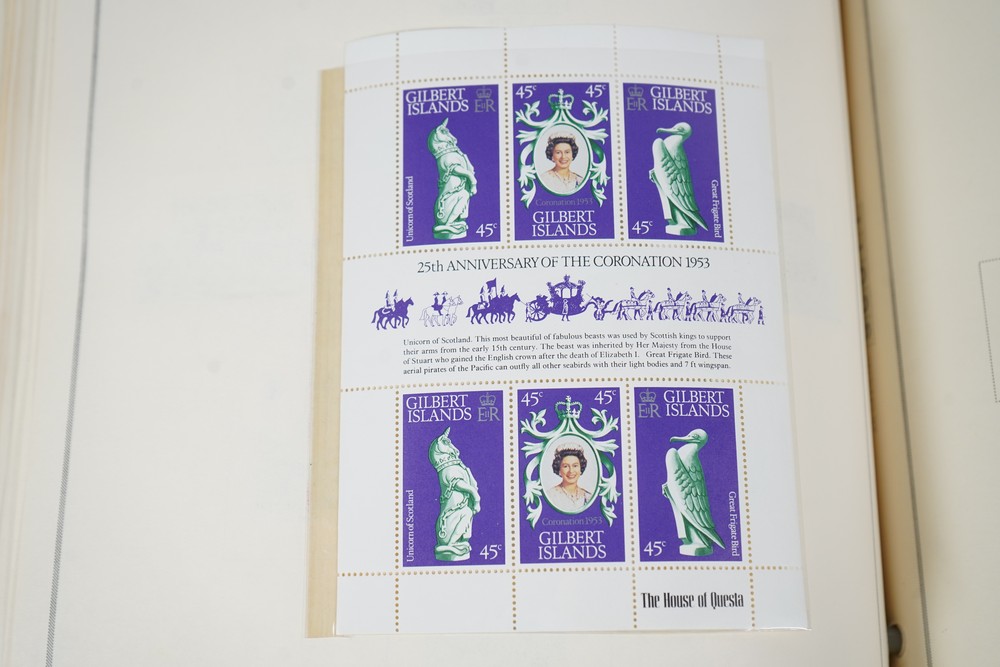 GILBERT
ISLANDS
EIIR
Unicorn of Scotland
45c
45c 45c
Coronation 1953
GILBERT
ISLANDS
EIIR
GILBERT
ISLANDS
Great Frigate Bird
45c
25th ANNIVERSARY OF THE CORONATION 1953
Unicorn of Scotland. This most beautiful of fabulous beasts was used by Scottish kings to support
their arms from the early 15th century. The beast was inherited by Her Majesty from the House
of Stuart who gained the English crown after the death of Elizabeth I. Great Frigate Bird. These
aerial pirates of the Pacific can outfly all other seabirds with their light bodies and 7 ft wingspan.
GILBERT
ISLANDS
EIIR
Unicorn of Scotland
45c
45c 45c
Coronation 1953
GILBERT
ISLANDS
EIIR
GILBERT
ISLANDS
Great Frigate Bird
45c
The House of Questa